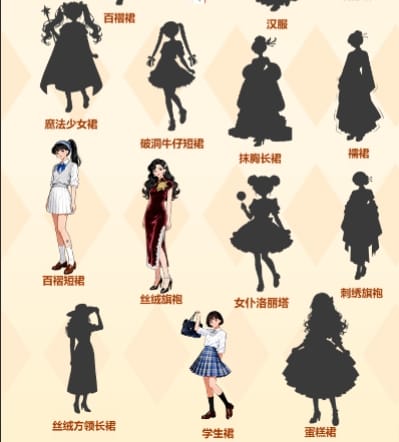 百褶裙
汉服
魔法少女裙
破洞牛仔短裙
抹胸长裙
襦裙
百褶短裙
丝绒旗袍
女仆洛丽塔
刺绣旗袍
丝绒方领长裙
学生裙
蛋糕裙